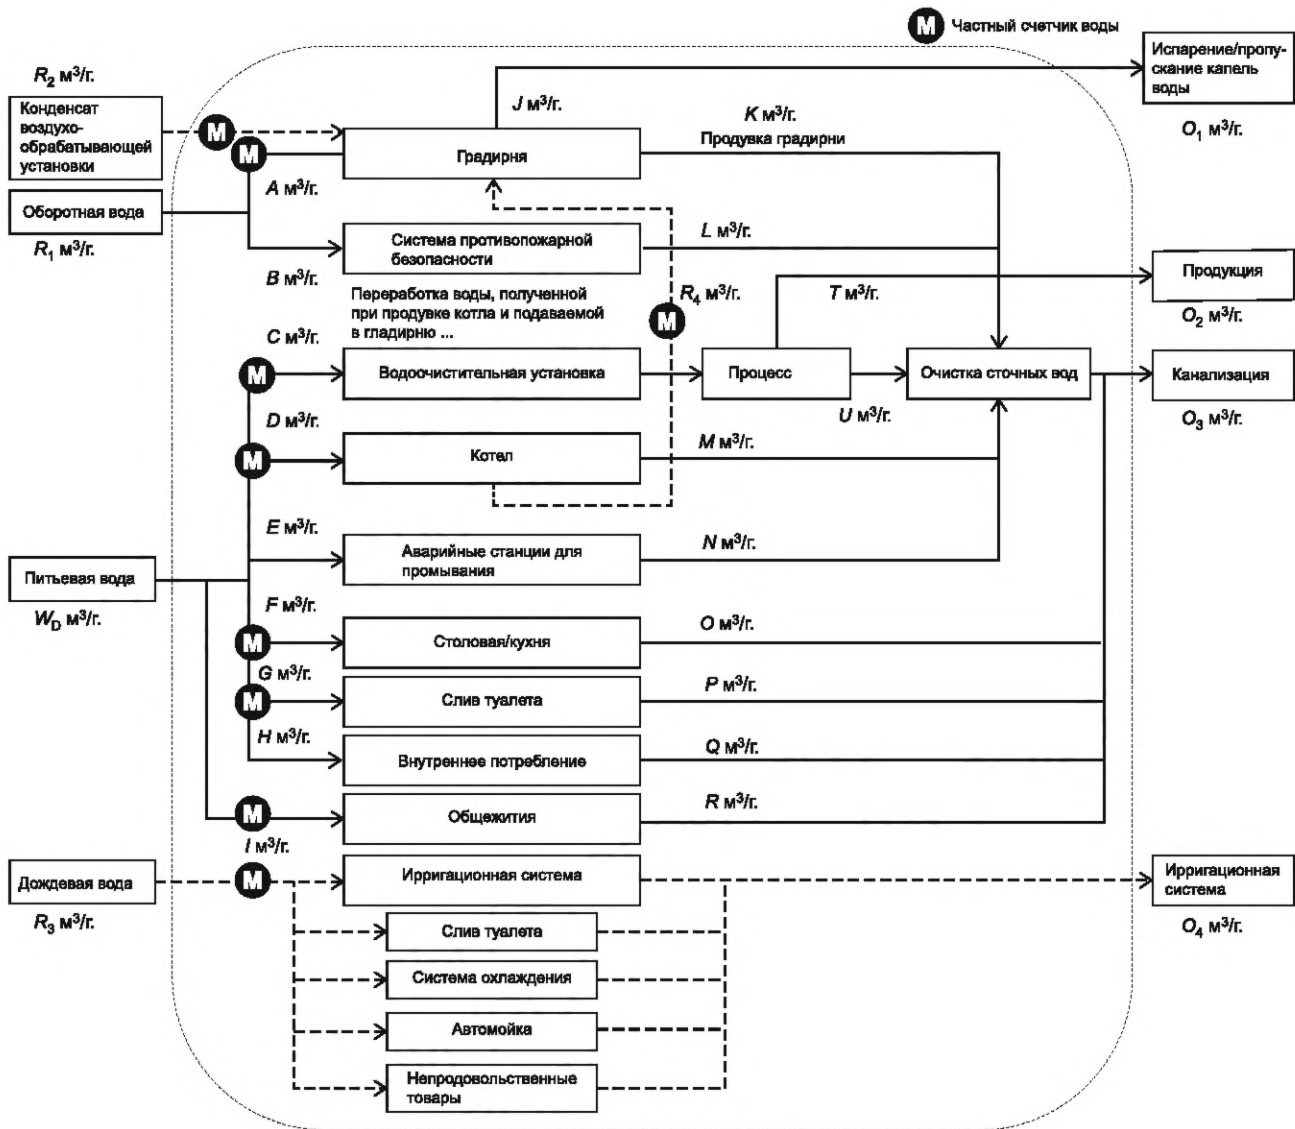 M Частный счетчик воды
Испарение/пропу-
скание капель
воды
O₁ м³/г.
R₂ м³/г.
Конденсат
воздухо-
обрабатывающей
установки
M
M
J м³/г.
K м³/г.
Продувка градирни
Градирня
A м³/г.
Оборотная вода
R₁ м³/г.
L м³/г.
Система противопожарной
безопасности
B м³/г.
Переработка воды, полученной
при продувке котла и подаваемой
в гладирню ...
R₄ м³/г.
M
T м³/г.
Продукция
O₂ м³/г.
C м³/г.
M
Водоочистительная установка
Процесс
Очистка сточных вод
Канализация
O₃ м³/г.
U м³/г.
D м³/г.
M
Котел
M м³/г.
E м³/г.
Аварийные станции для
промывания
N м³/г.
Питьевая вода
W_D м³/г.
F м³/г.
M
Столовая/кухня
O м³/г.
G м³/г.
M
Слив туалета
P м³/г.
H м³/г.
Внутреннее потребление
Q м³/г.
M
Общежития
R м³/г.
I м³/г.
Дождевая вода
R₃ м³/г.
M
Ирригационная система
Ирригационная
система
O₄ м³/г.
Слив туалета
Система охлаждения
Автомойка
Непродовольственные
товары